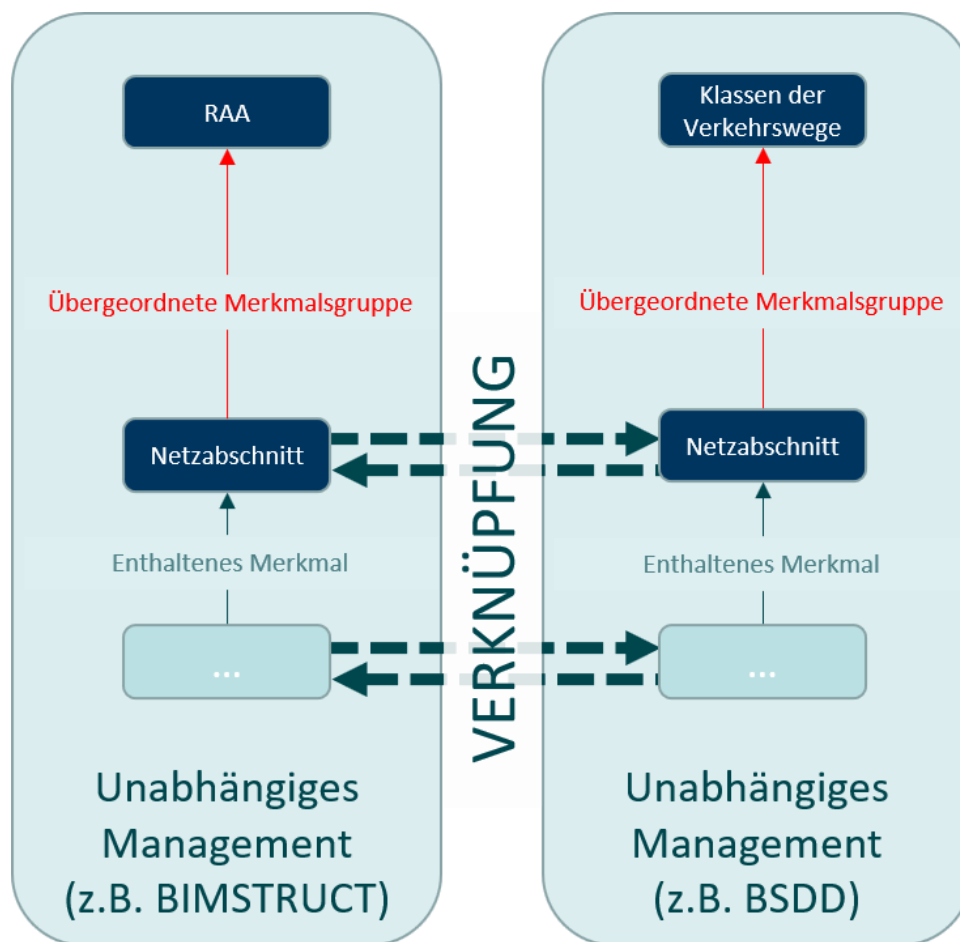 RAA
Übergeordnete Merkmalsgruppe
Netzabschnitt
Enthaltenes Merkmal
...
Unabhängiges
Management
(z.B. BIMSTRUCT)
VERKNÜPFUNG
Klassen der
Verkehrswege
Übergeordnete Merkmalsgruppe
Netzabschnitt
Enthaltenes Merkmal
...
Unabhängiges
Management
(z.B. BSDD)